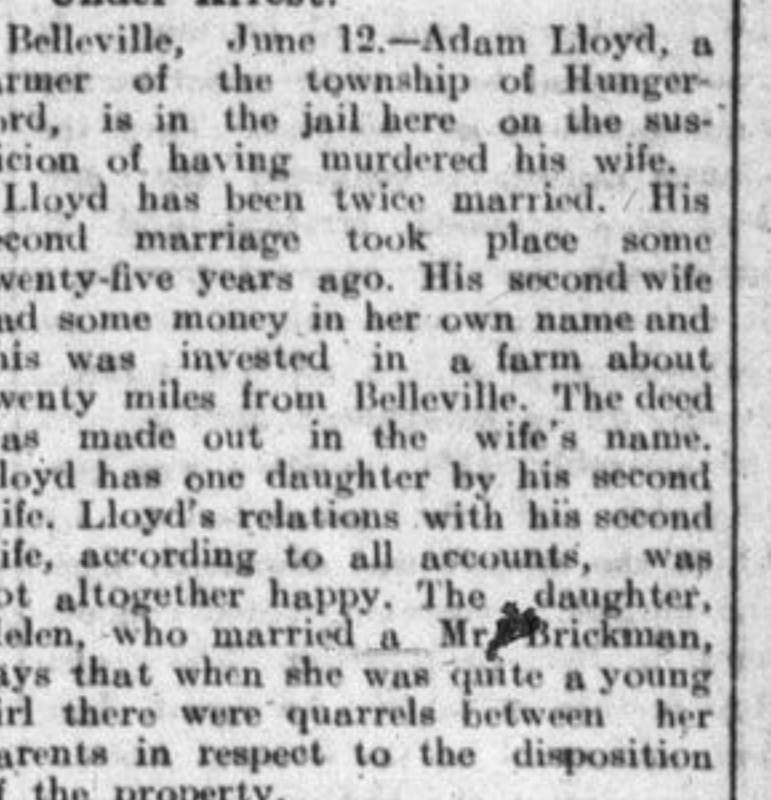 Under Arrest.
Belleville, June 12.—Adam Lloyd, a
armer of the township of Hunger-
ord, is in the jail here on the sus-
icion of having murdered his wife.
Lloyd has been twice married. His
econd marriage took place some
wenty-five years ago. His second wife
ad some money in her own name and
his was invested in a farm about
wenty miles from Belleville. The deed
as made out in the wife's name.
loyd has one daughter by his second
ife. Lloyd's relations with his second
ife, according to all accounts, was
ot altogether happy. The daughter,
Helen, who married a Mr. Brickman,
ays that when she was quite a young
irl there were quarrels between her
arents in respect to the disposition
f the property.